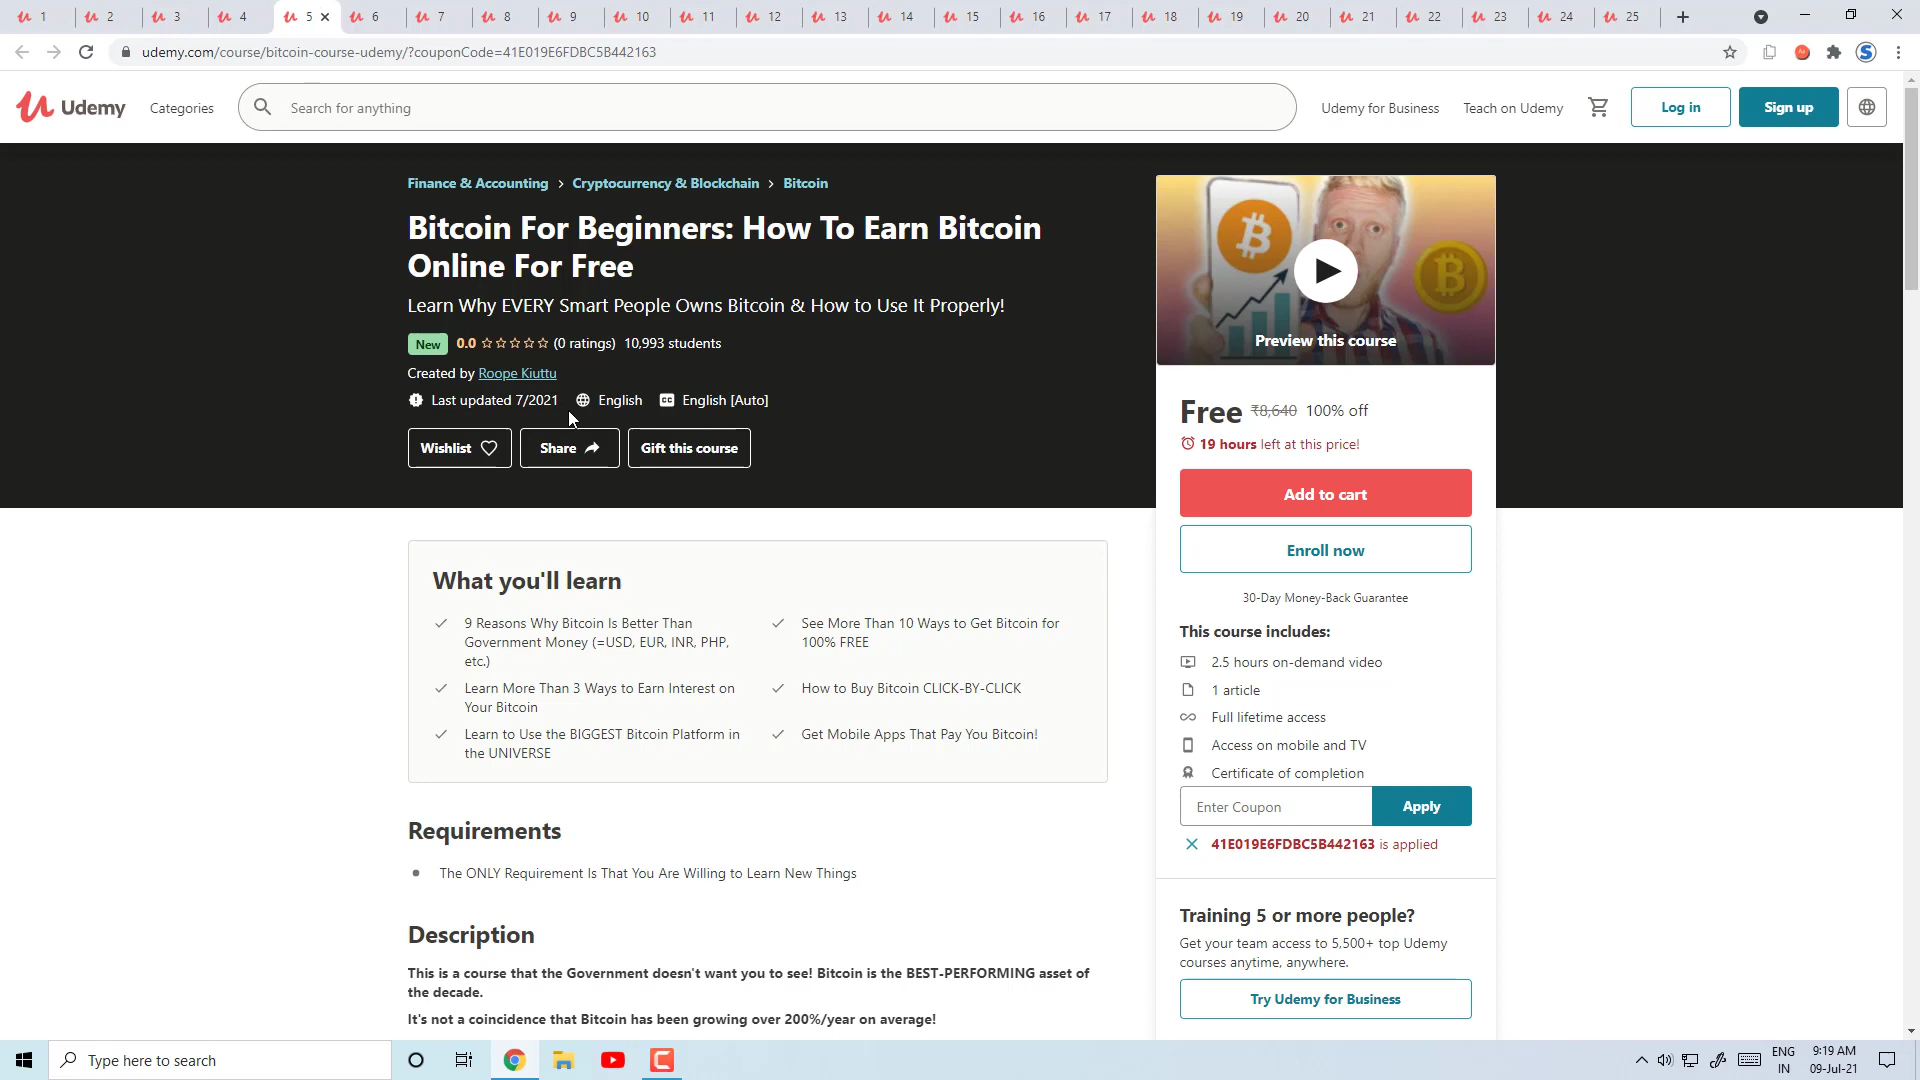 1 2 3 4 5 6 7 8 9 10 11 12 13 14 15 16 17 18 19 20 21 22 23 24 25
udemy.com/course/bitcoin-course-udemy/?couponCode=41E019E6FDBC5B442163
Udemy Categories Search for anything Udemy for Business Teach on Udemy Log in Sign up
Finance & Accounting > Cryptocurrency & Blockchain > Bitcoin
Bitcoin For Beginners: How To Earn Bitcoin
Online For Free
Learn Why EVERY Smart People Owns Bitcoin & How to Use It Properly!
New 0.0 (0 ratings) 10,993 students
Created by Roope Kiuttu
Last updated 7/2021 English CC English [Auto]
Wishlist Share Gift this course
Preview this course
Free ₹8,640 100% off
19 hours left at this price!
Add to cart
Enroll now
30-Day Money-Back Guarantee
This course includes:
2.5 hours on-demand video
1 article
Full lifetime access
Access on mobile and TV
Certificate of completion
Enter Coupon Apply
41E019E6FDBC5B442163 is applied
Training 5 or more people?
Get your team access to 5,500+ top Udemy
courses anytime, anywhere.
Try Udemy for Business
What you'll learn
9 Reasons Why Bitcoin Is Better Than
Government Money (=USD, EUR, INR, PHP,
etc.)
See More Than 10 Ways to Get Bitcoin for
100% FREE
Learn More Than 3 Ways to Earn Interest on
Your Bitcoin
How to Buy Bitcoin CLICK-BY-CLICK
Learn to Use the BIGGEST Bitcoin Platform in
the UNIVERSE
Get Mobile Apps That Pay You Bitcoin!
Requirements
The ONLY Requirement Is That You Are Willing to Learn New Things
Description
This is a course that the Government doesn't want you to see! Bitcoin is the BEST-PERFORMING asset of
the decade.
It's not a coincidence that Bitcoin has been growing over 200%/year on average!
Type here to search
ENG
IN
9:19 AM
09-Jul-21